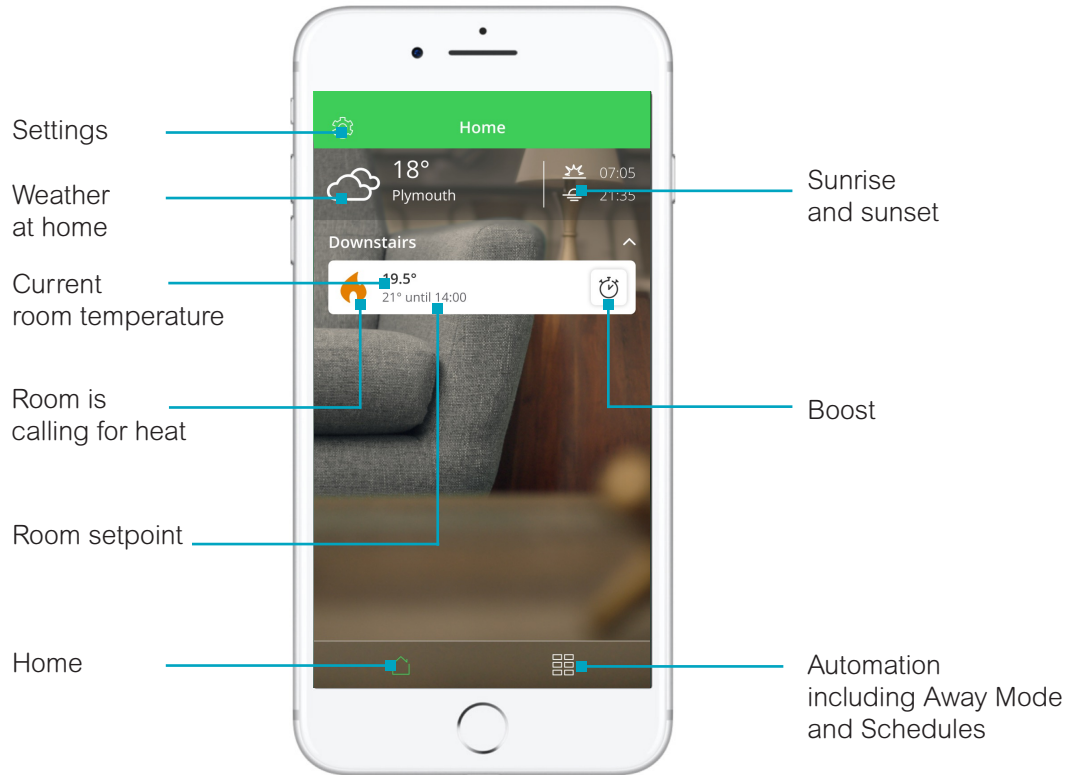 Settings
Home
Weather
at home
18°
Plymouth
07:05
21:35
Sunrise
and sunset
Downstairs
Current
room temperature
19.5°
21° until 14:00
Room is
calling for heat
Boost
Room setpoint
Home
Automation
including Away Mode
and Schedules